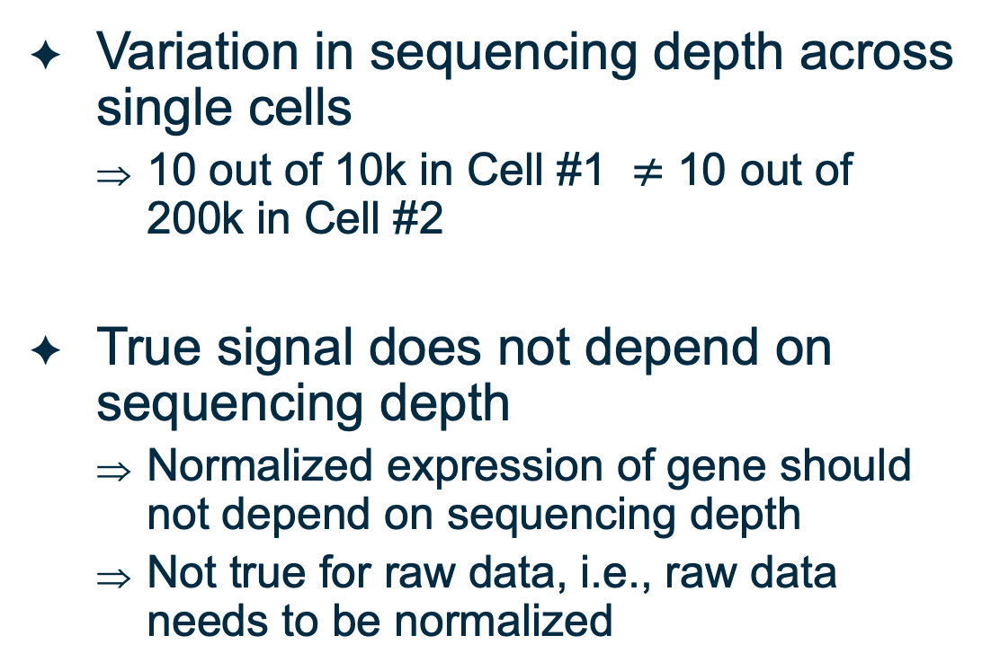 ✦ Variation in sequencing depth across
single cells
⇒ 10 out of 10k in Cell #1 ≠ 10 out of
200k in Cell #2
✦ True signal does not depend on
sequencing depth
⇒ Normalized expression of gene should
not depend on sequencing depth
⇒ Not true for raw data, i.e., raw data
needs to be normalized